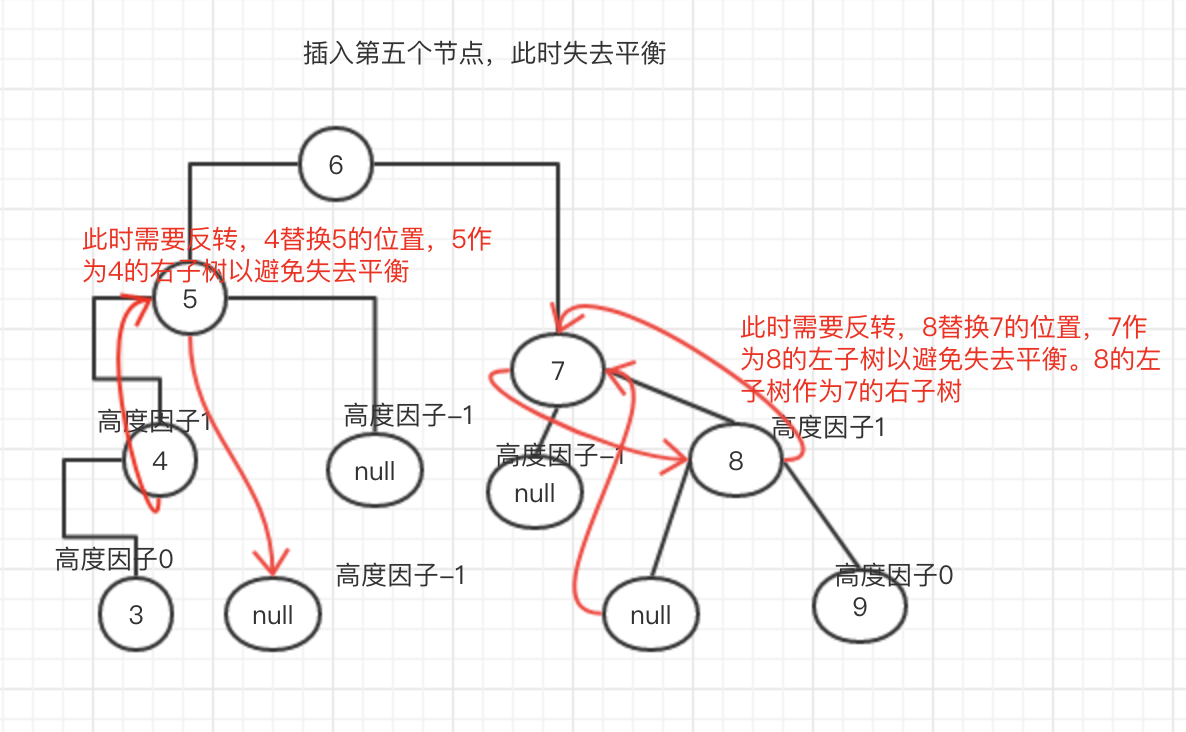 插入第五个节点，此时失去平衡
6
此时需要反转，4替换5的位置，5作
为4的右子树以避免失去平衡
5
此时需要反转，8替换7的位置，7作
为8的左子树以避免失去平衡。8的左
子树作为7的右子树
7
高度因子1
高度因子-1
高度因子1
高度因子-1
4
null
8
null
高度因子0
高度因子-1
高度因子0
3
null
null
9